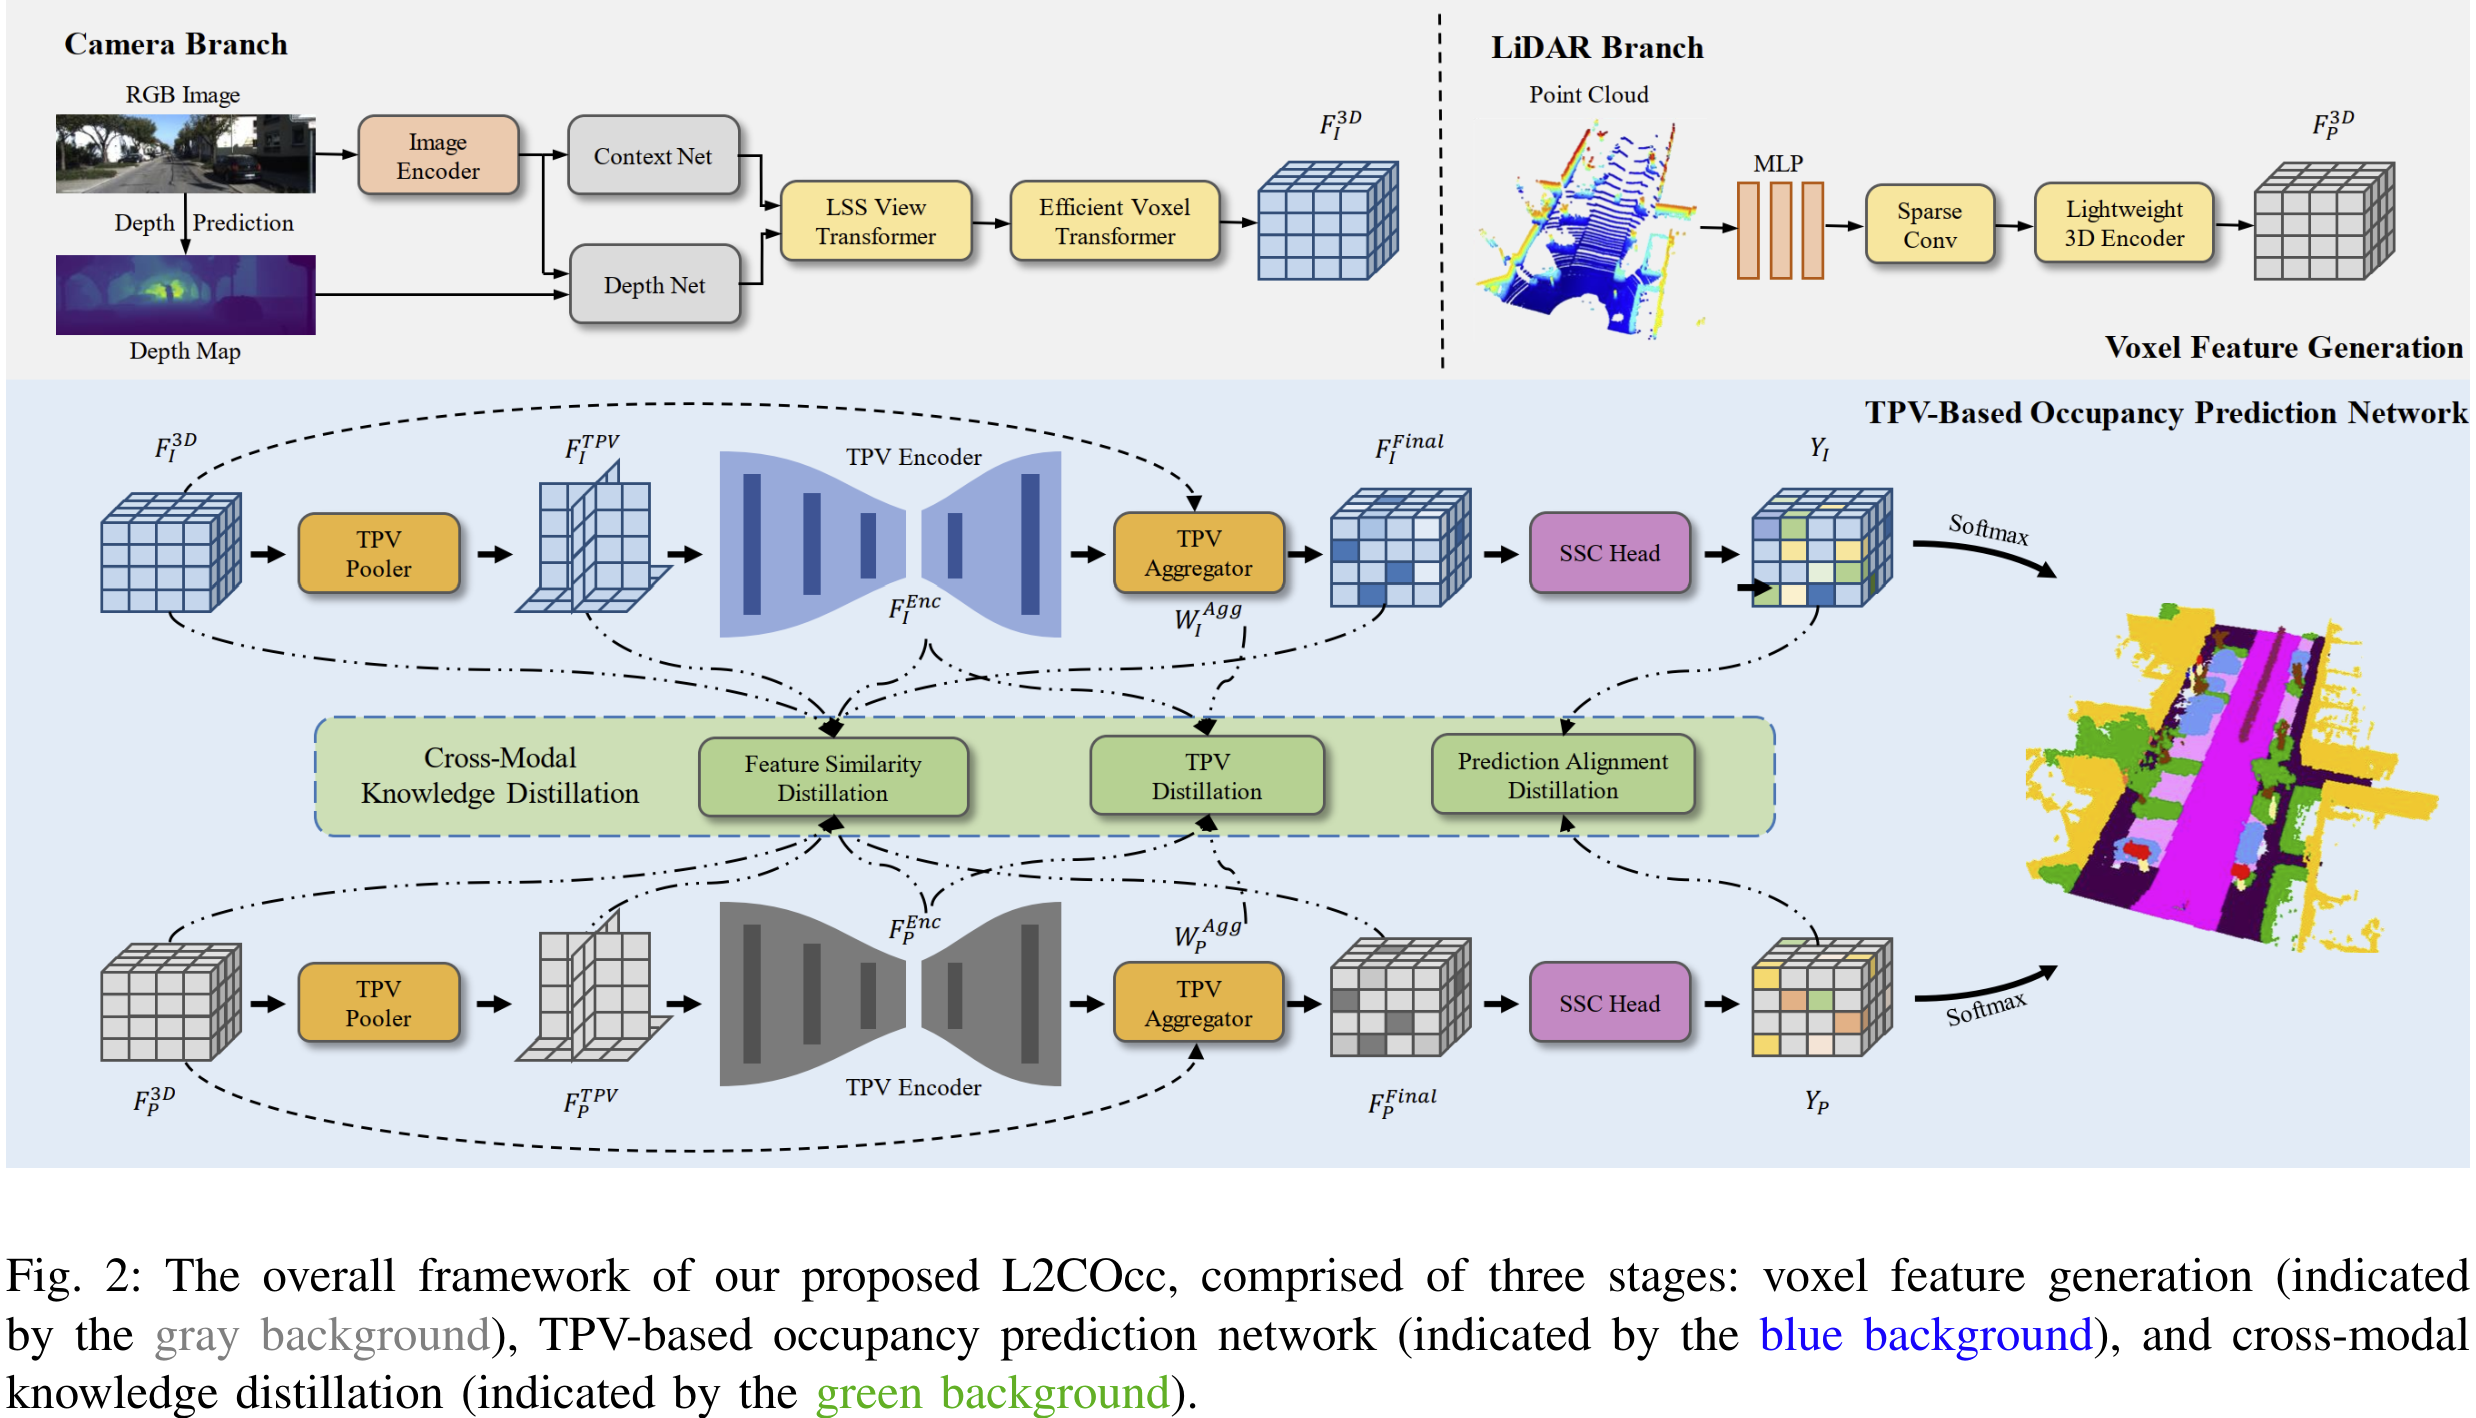 Camera Branch
RGB Image
Image
Encoder
Context Net
Depth Prediction
Depth Net
Depth Map
LSS View
Transformer
Efficient Voxel
Transformer
F_I^{3D}
LiDAR Branch
Point Cloud
MLP
Sparse
Conv
Lightweight
3D Encoder
F_P^{3D}
Voxel Feature Generation
TPV-Based Occupancy Prediction Network
F_I^{3D}
TPV
Pooler
F_I^{TPV}
TPV Encoder
F_I^{Enc}
TPV
Aggregator
W_I^{Agg}
F_I^{Final}
SSC Head
Y_I
Softmax
Cross-Modal
Knowledge Distillation
Feature Similarity
Distillation
TPV
Distillation
Prediction Alignment
Distillation
F_P^{3D}
TPV
Pooler
F_P^{TPV}
F_P^{Enc}
TPV Encoder
W_P^{Agg}
TPV
Aggregator
F_P^{Final}
SSC Head
Y_P
Softmax
Fig. 2: The overall framework of our proposed L2COcc, comprised of three stages: voxel feature generation (indicated
by the gray background), TPV-based occupancy prediction network (indicated by the blue background), and cross-modal
knowledge distillation (indicated by the green background).